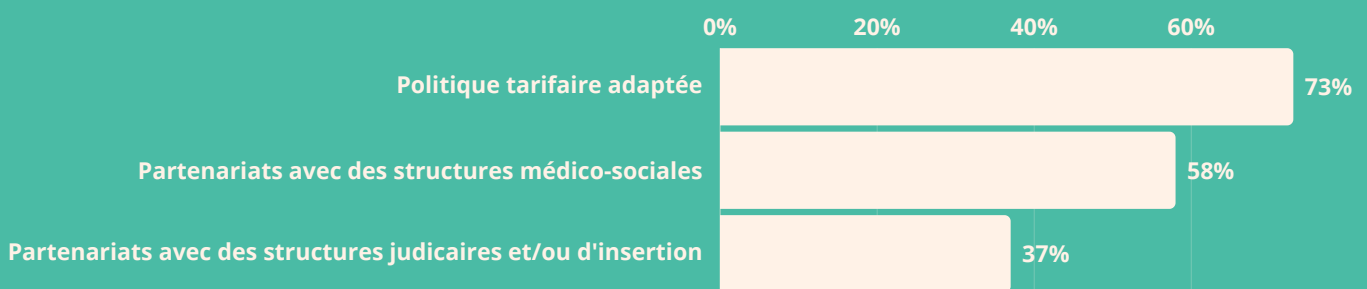 0% 20% 40% 60%
Politique tarifaire adaptée 73%
Partenariats avec des structures médico-sociales 58%
Partenariats avec des structures judicaires et/ou d'insertion 37%